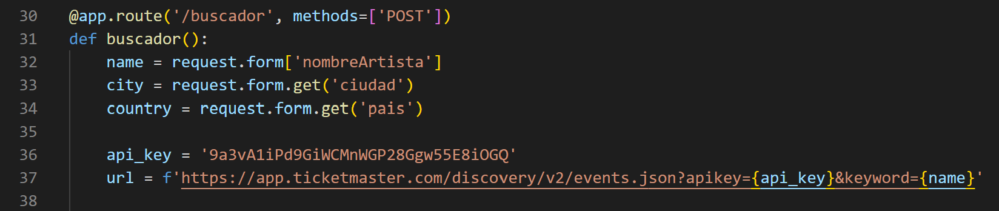 30 @app.route('/buscador', methods=['POST'])
31 def buscador():
32     name = request.form['nombreArtista']
33     city = request.form.get('ciudad')
34     country = request.form.get('pais')
35
36     api_key = '9a3vA1iPd9GiWCMnWGP28Ggw55E8iOGQ'
37     url = f'https://app.ticketmaster.com/discovery/v2/events.json?apikey={api_key}&keyword={name}'
38